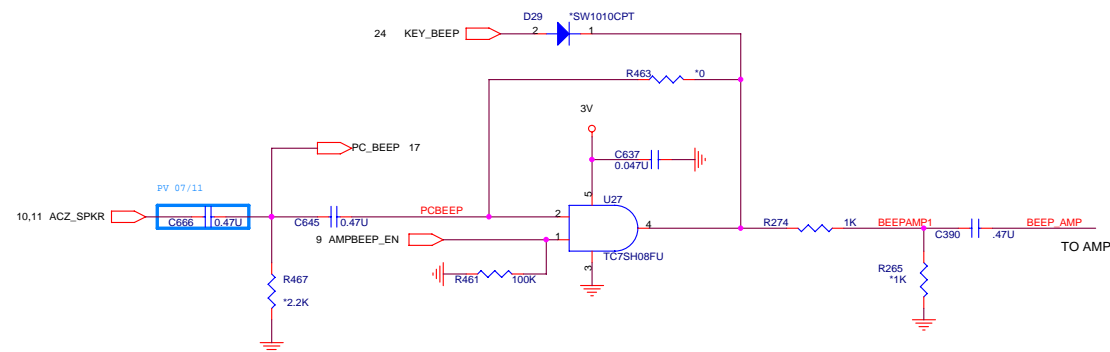 D29 *SW1010CPT
24 KEY_BEEP 2 1
R463 *0
3V
PC_BEEP 17
C637
0.047U
PV 07/11
5 U27
10,11 ACZ_SPKR C666 0.47U C645 0.47U PCBEEP 2
4 R274 1K BEEPAMP1 C390 .47U BEEP_AMP
TO AMP
9 AMPBEEP_EN 1
TC7SH08FU
3
R461 100K
R467
*2.2K
R265
*1K